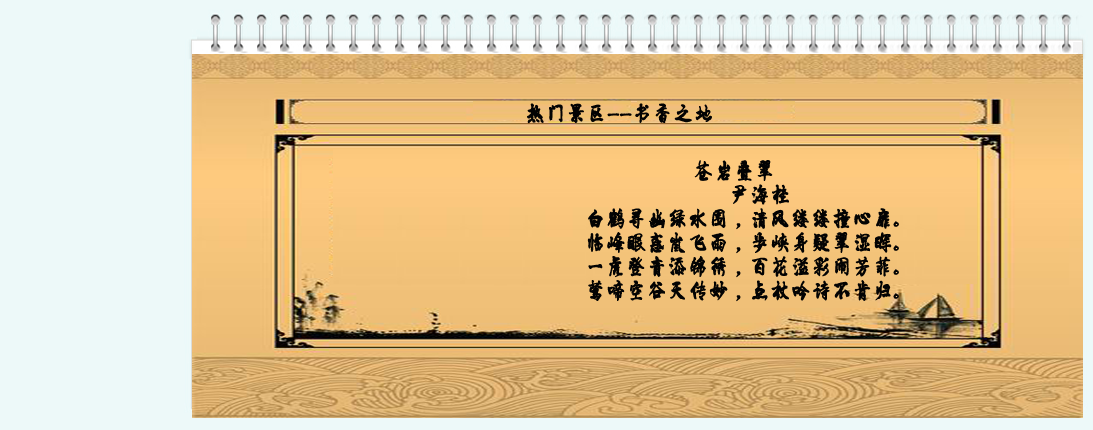 热门景区--书香之地
苍岩叠翠
尹海桂
白鹤寻幽绿水围，清风缕缕撞心扉。
临峰眼惹岚飞雨，步峡身疑翠湿晖。
一虎登青添锦绣，百花溢彩闹芳菲。
莺啼空谷天传妙，点杖吟诗不肯归。